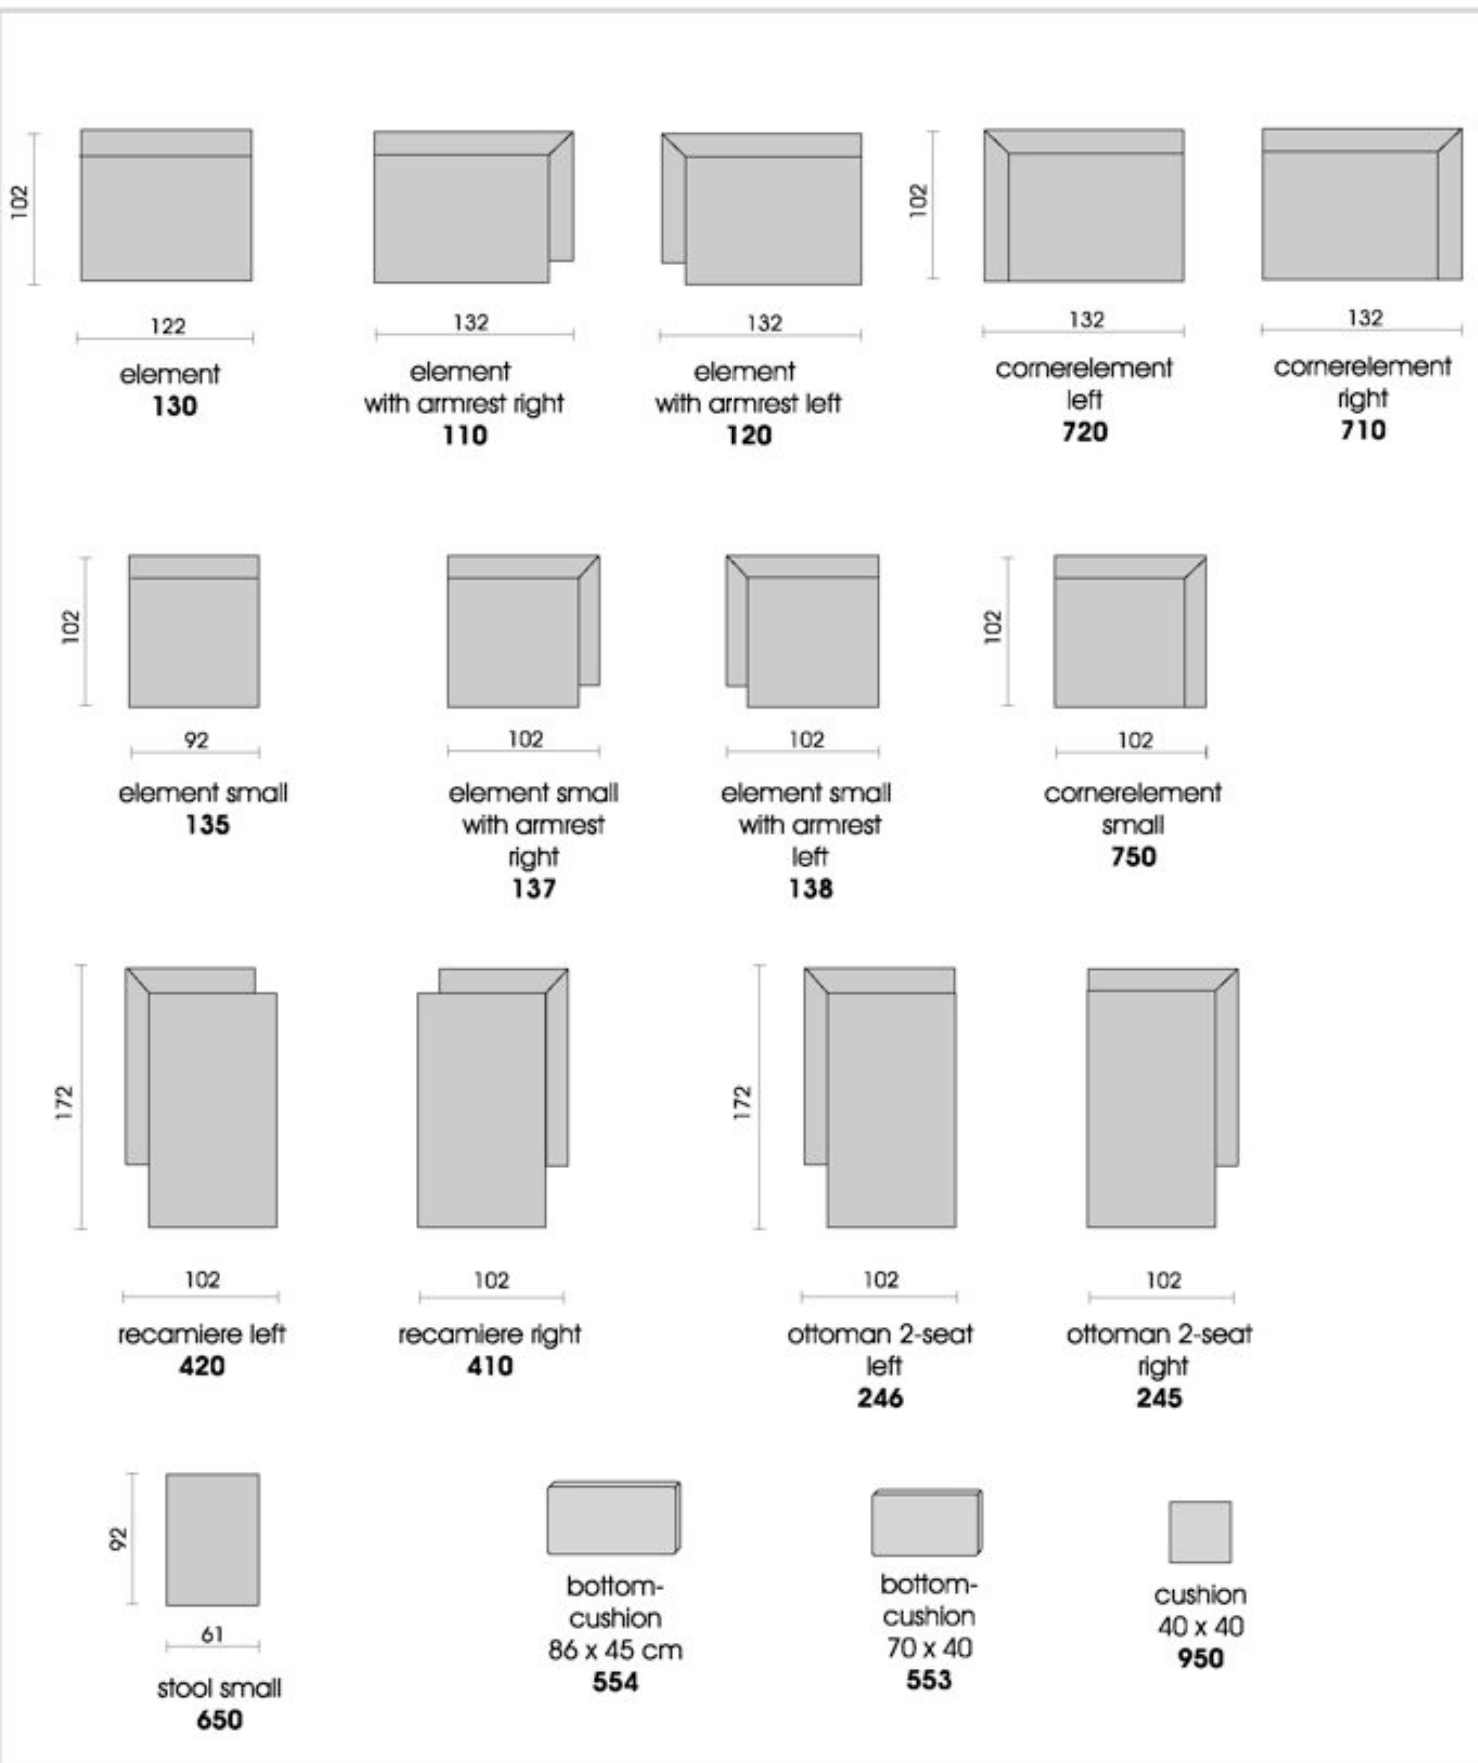 102
122
element
130
132
element
with armrest right
110
132
element
with armrest left
120
102
132
cornerelement
left
720
132
cornerelement
right
710
102
92
element small
135
102
element small
with armrest
right
137
102
element small
with armrest
left
138
102
102
cornerelement
small
750
172
102
recamiere left
420
102
recamiere right
410
172
102
ottoman 2-seat
left
246
102
ottoman 2-seat
right
245
92
61
stool small
650
bottom-
cushion
86 x 45 cm
554
bottom-
cushion
70 x 40
553
cushion
40 x 40
950